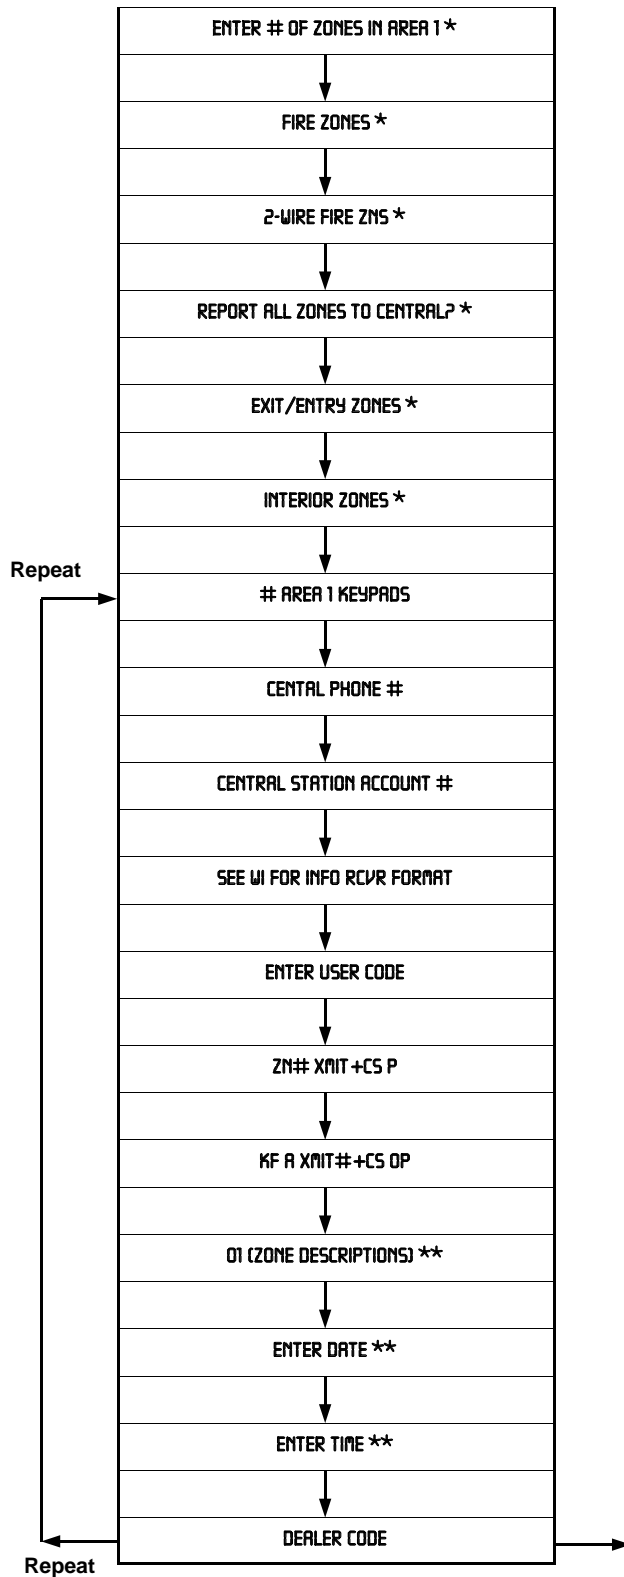 ENTER # OF ZONES IN AREA 1 *
FIRE ZONES *
2-WIRE FIRE ZNS *
REPORT ALL ZONES TO CENTRAL? *
EXIT/ENTRY ZONES *
INTERIOR ZONES *
Repeat
# AREA 1 KEYPADS
CENTAL PHONE #
CENTRAL STATION ACCOUNT #
SEE WI FOR INFO RCVR FORMAT
ENTER USER CODE
ZN# XMIT +CS P
KF A XMIT#+CS OP
01 (ZONE DESCRIPTIONS) **
ENTER DATE **
ENTER TIME **
DEALER CODE
Repeat